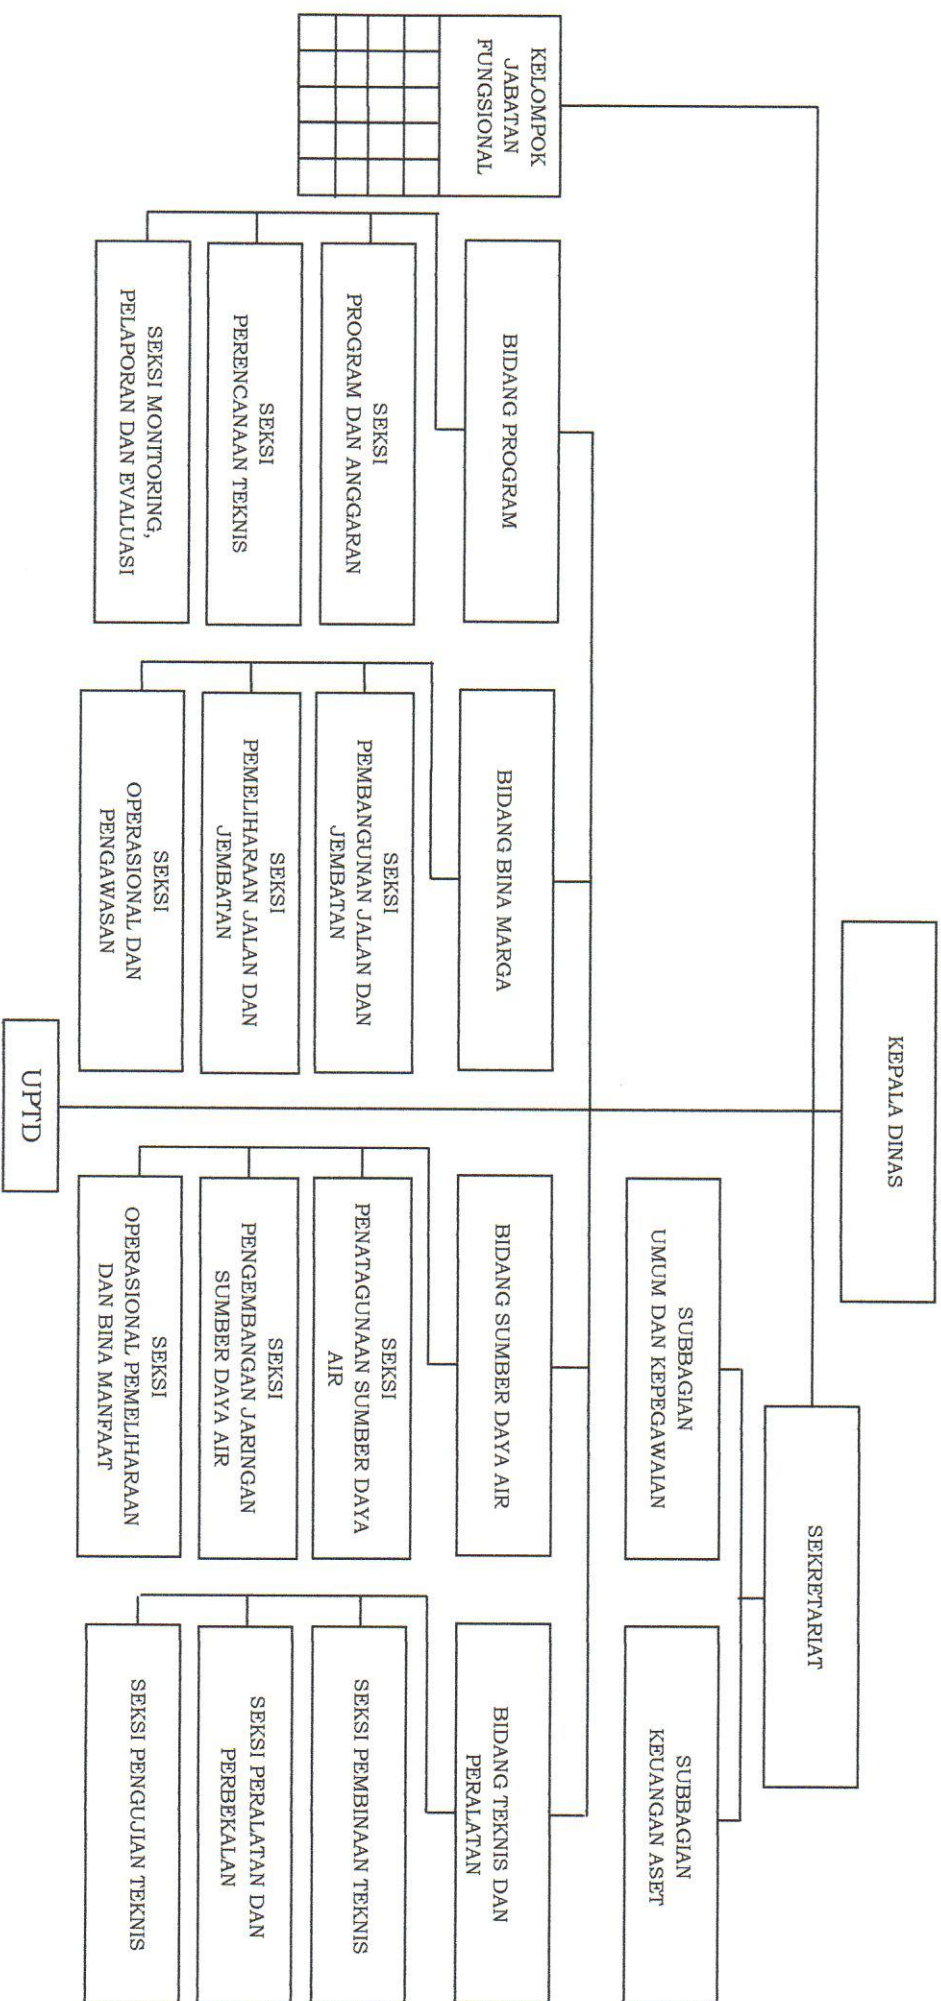 KEPALA DINAS
SEKRETARIAT
SUBBAGIAN
UMUM DAN KEPEGAWAIAN
SUBBAGIAN
KEUANGAN ASET
KELOMPOK
JABATAN
FUNGSIONAL
BIDANG PROGRAM
SEKSI
PROGRAM DAN ANGGARAN
SEKSI
PERENCANAAN TEKNIS
SEKSI MONITORING,
PELAPORAN DAN EVALUASI
BIDANG BINA MARGA
SEKSI
PEMBANGUNAN JALAN DAN
JEMBATAN
SEKSI
PEMELIHARAAN JALAN DAN
JEMBATAN
SEKSI
OPERASIONAL DAN
PENGAWASAN
BIDANG SUMBER DAYA AIR
SEKSI
PENATAGUNAAN SUMBER DAYA
AIR
SEKSI
PENGEMBANGAN JARINGAN
SUMBER DAYA AIR
SEKSI
OPERASIONAL PEMELIHARAAN
DAN BINA MANFAAT
BIDANG TEKNIS DAN
PERALATAN
SEKSI PEMBINAAN TEKNIS
SEKSI PERALATAN DAN
PERBEKALAN
SEKSI PENGUJIAN TEKNIS
UPTD